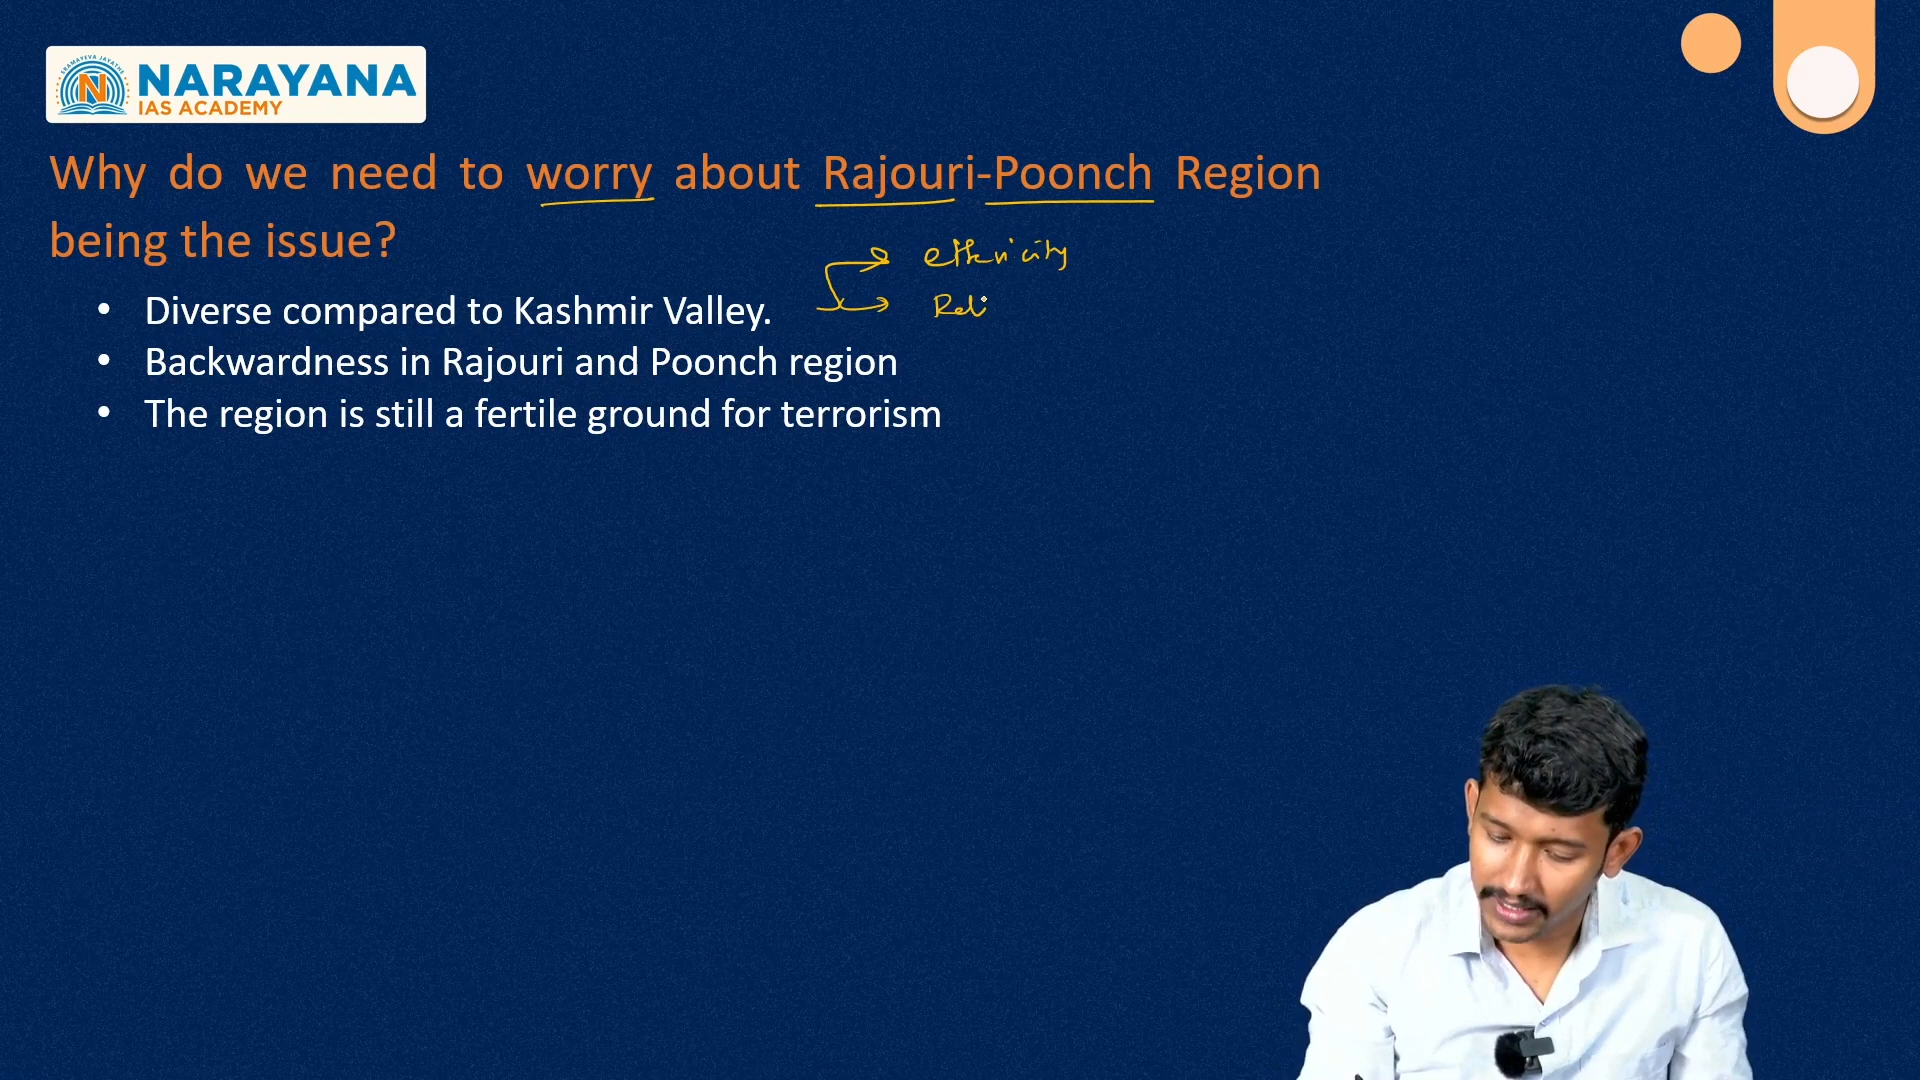 NARAYANA
IAS ACADEMY
Why do we need to worry about Rajouri-Poonch Region
being the issue?
ethnicity
Reli
• Diverse compared to Kashmir Valley.
• Backwardness in Rajouri and Poonch region
• The region is still a fertile ground for terrorism